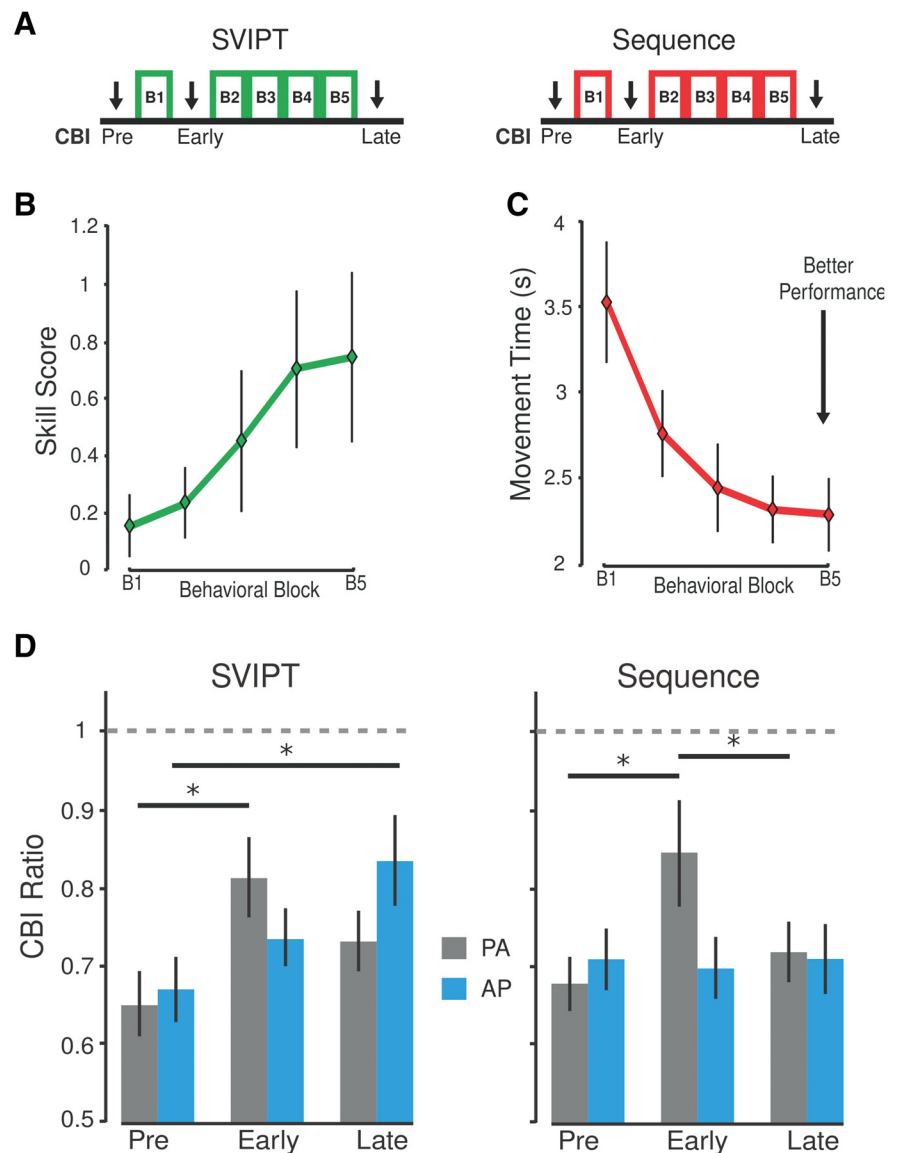 A
SVIPT
Sequence
B1 B2 B3 B4 B5
B1 B2 B3 B4 B5
CBI Pre Early Late
CBI Pre Early Late
B
1.2
1
0.8
0.6
0.4
0.2
0
Skill Score
B1 Behavioral Block B5
C
4
3.5
3
2.5
2
Movement Time (s)
Better
Performance
B1 Behavioral Block B5
D
SVIPT
1
0.9
0.8
0.7
0.6
0.5
CBI Ratio
*
*
Pre Early Late
PA
AP
Sequence
*
*
Pre Early Late